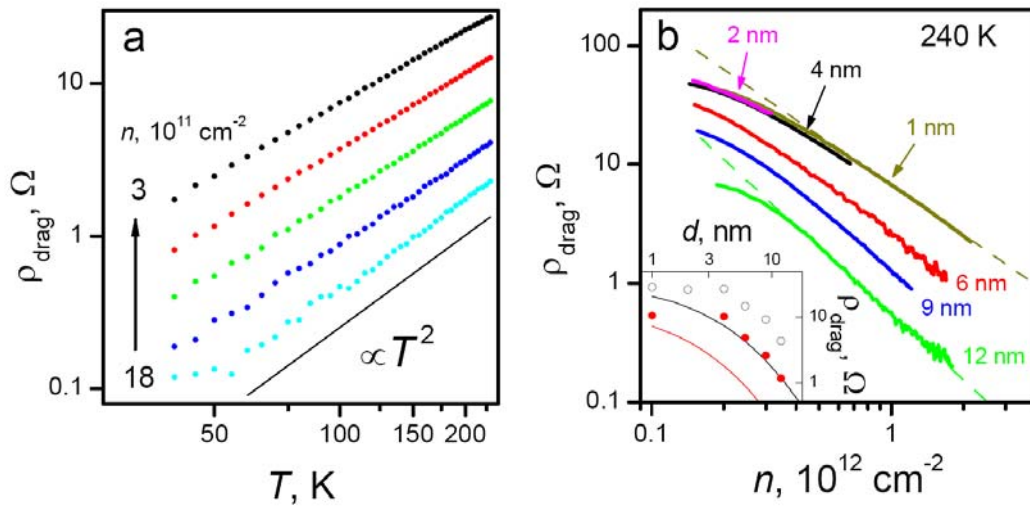 a
10
1
0.1
ρdrag, Ω
n, 10¹¹ cm⁻²
3
18
∝T²
50
100
150
200
T, K
b
240 K
2 nm
4 nm
1 nm
6 nm
9 nm
12 nm
100
10
1
0.1
ρdrag, Ω
d, nm
1
4
10
10
1
ρdrag, Ω
0.1
1
n, 10¹² cm⁻²